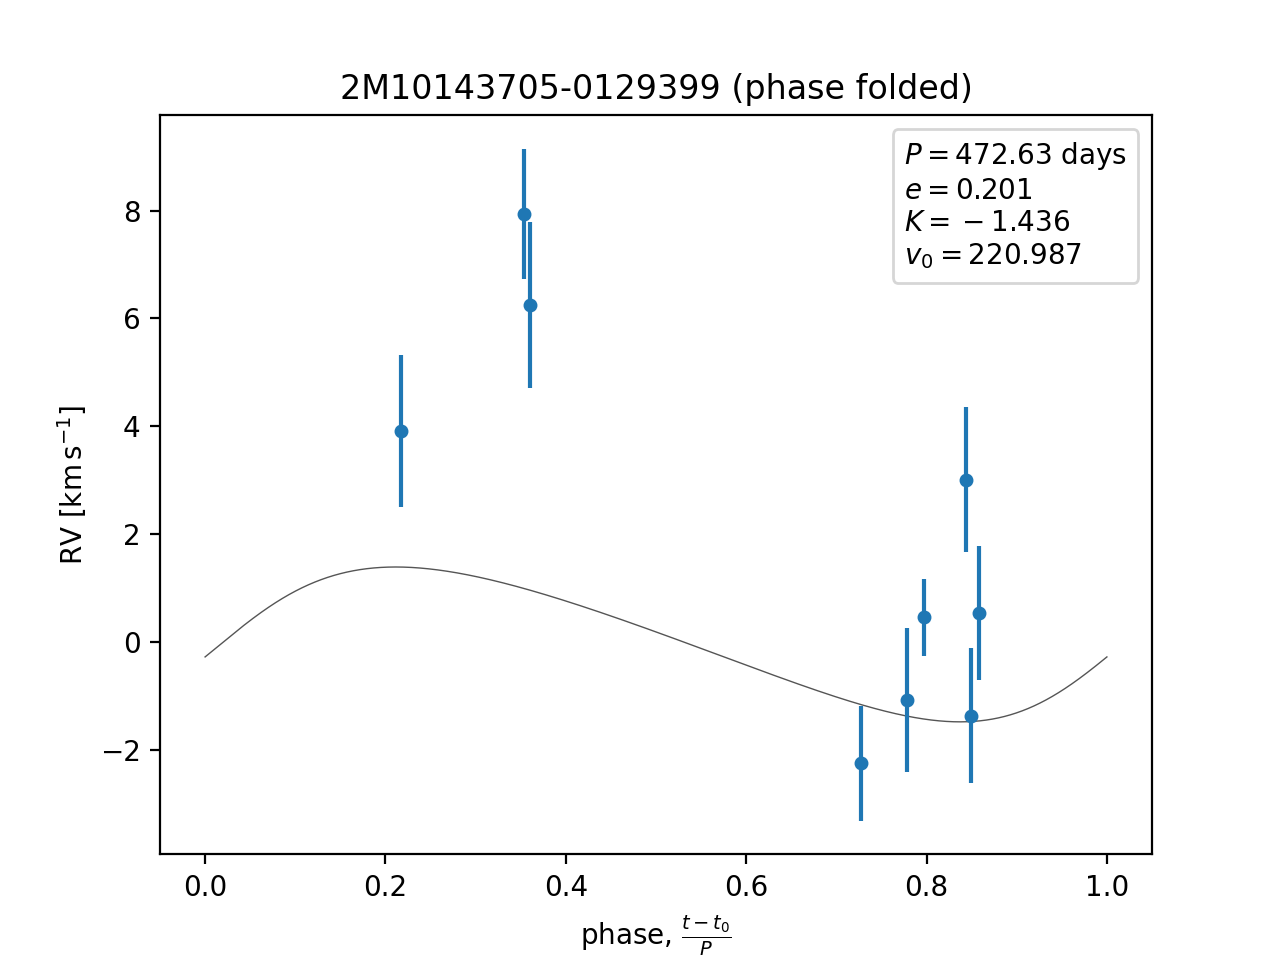 2M10143705-0129399 (phase folded)
P = 472.63 days
e = 0.201
K = −1.436
v₀ = 220.987
RV [km s⁻¹]
8
6
4
2
0
−2
0.0 0.2 0.4 0.6 0.8 1.0
phase, (t − t₀)/P